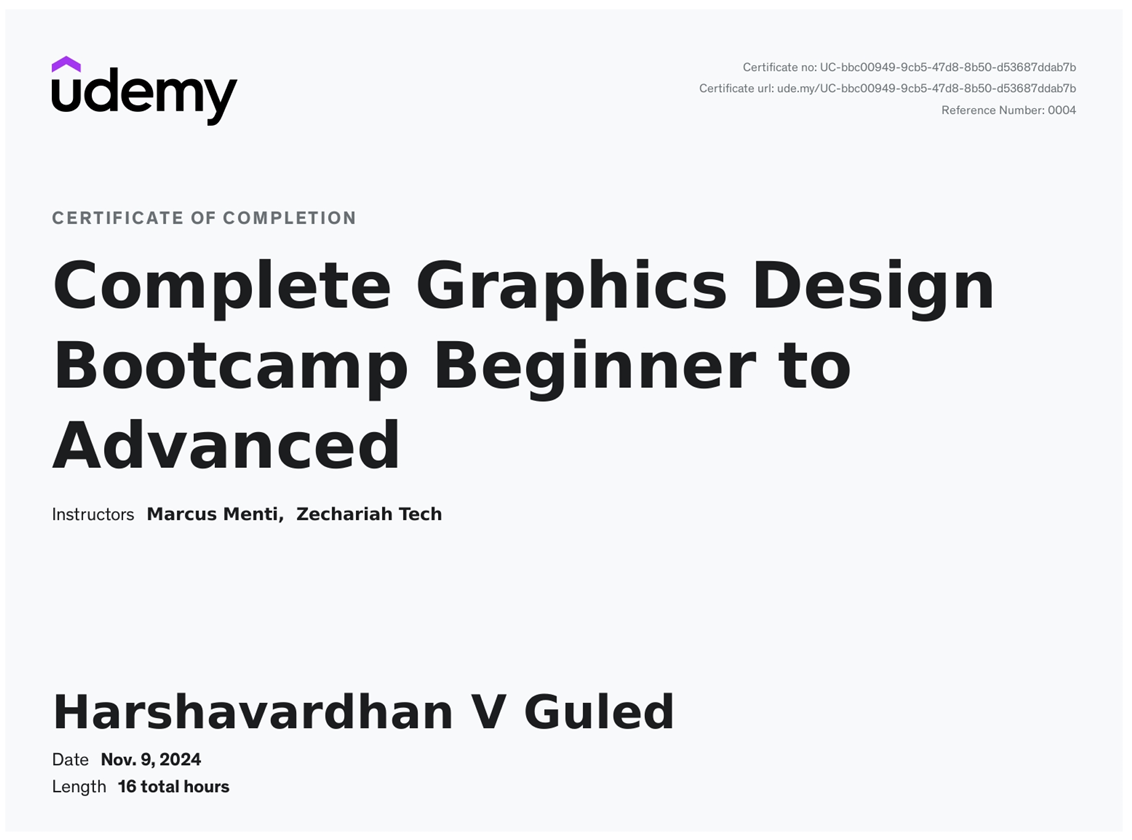 udemy
Certificate no: UC-bbc00949-9cb5-47d8-8b50-d53687ddab7b
Certificate url: ude.my/UC-bbc00949-9cb5-47d8-8b50-d53687ddab7b
Reference Number: 0004
CERTIFICATE OF COMPLETION
Complete Graphics Design
Bootcamp Beginner to
Advanced
Instructors Marcus Menti, Zechariah Tech
Harshavardhan V Guled
Date Nov. 9, 2024
Length 16 total hours